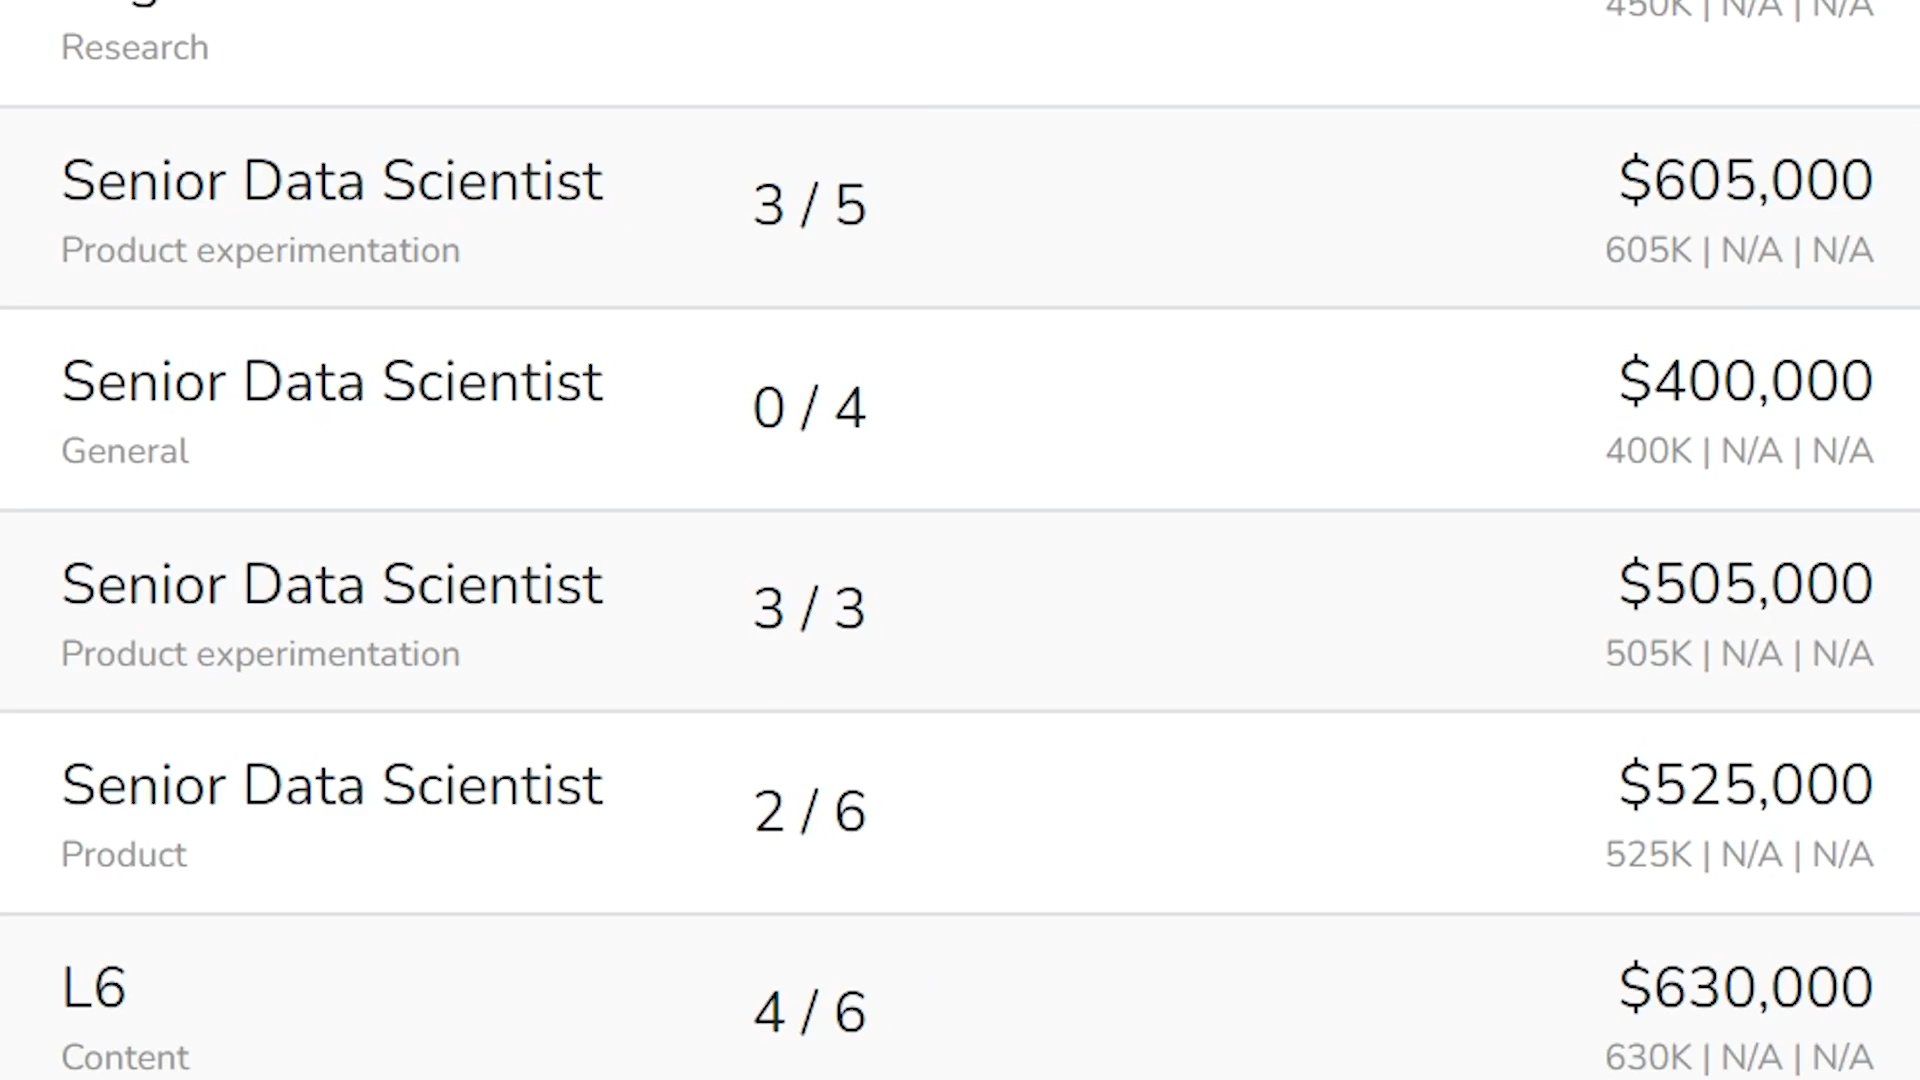 450K | N/A | N/A
Research
Senior Data Scientist
3 / 5
$605,000
Product experimentation
605K | N/A | N/A
Senior Data Scientist
0 / 4
$400,000
General
400K | N/A | N/A
Senior Data Scientist
3 / 3
$505,000
Product experimentation
505K | N/A | N/A
Senior Data Scientist
2 / 6
$525,000
Product
525K | N/A | N/A
L6
4 / 6
$630,000
Content
630K | N/A | N/A